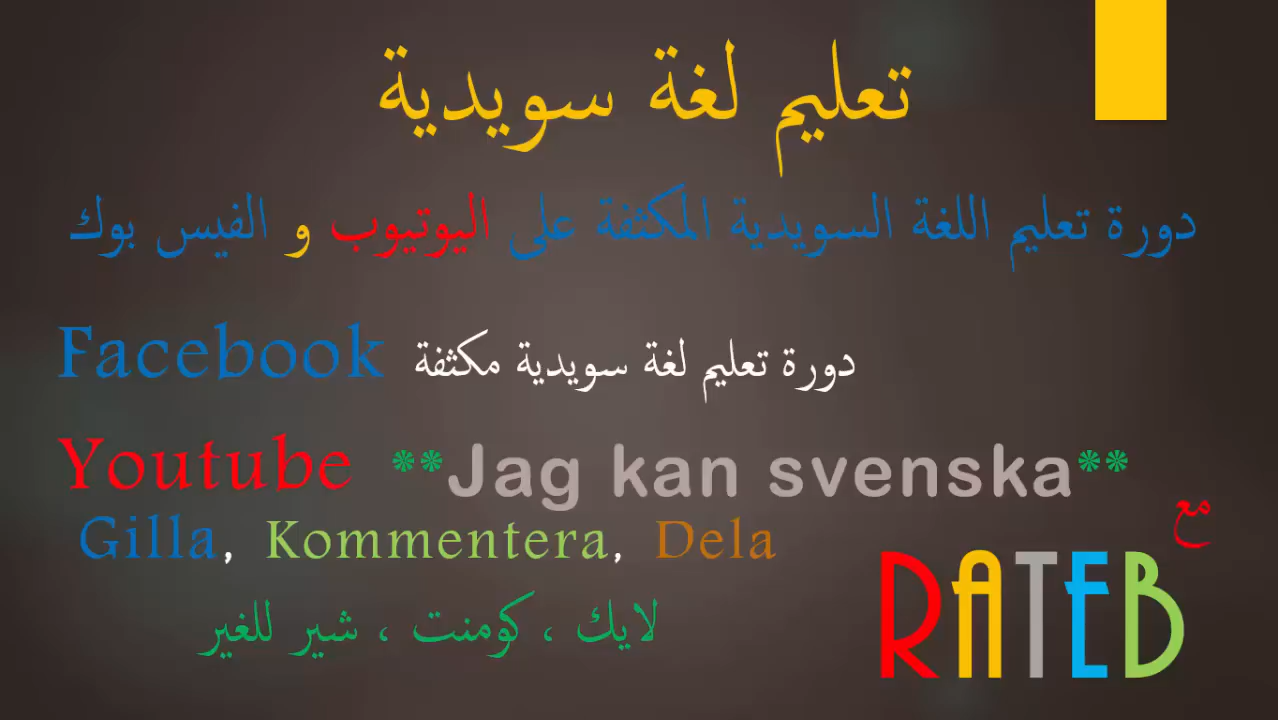 تعليم لغة سويدية
دورة تعليم اللغة السويدية المكثفة على اليوتيوب و الفيس بوك
Facebook دورة تعليم لغة سويدية مكثفة
Youtube **Jag kan svenska**
Gilla, Kommentera, Dela
لايك ، كومنت ، شير للغير
مع
RATEB